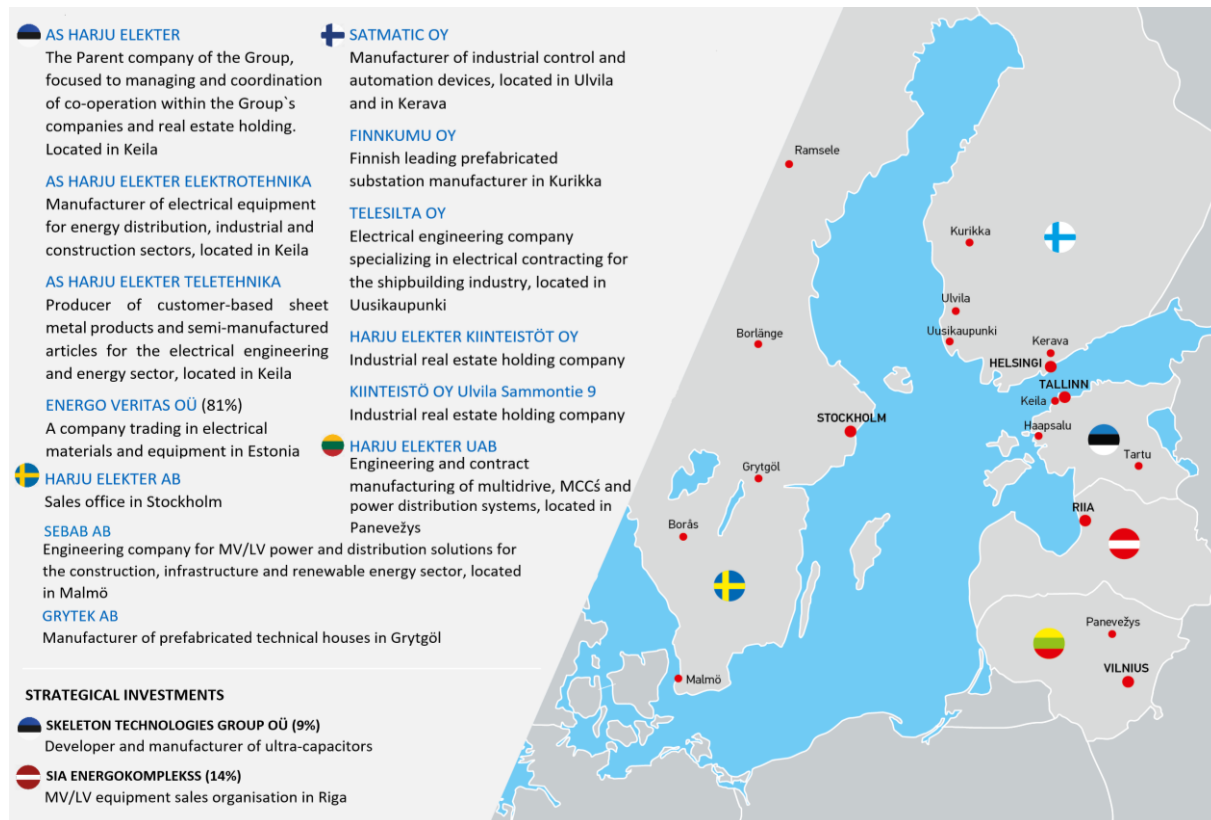 AS HARJU ELEKTER
The Parent company of the Group,
focused to managing and coordination
of co-operation within the Group`s
companies and real estate holding.
Located in Keila
AS HARJU ELEKTER ELEKTROTEHNIKA
Manufacturer of electrical equipment
for energy distribution, industrial and
construction sectors, located in Keila
AS HARJU ELEKTER TELETEHNIKA
Producer of customer-based sheet
metal products and semi-manufactured
articles for the electrical engineering
and energy sector, located in Keila
ENERGO VERITAS OÜ (81%)
A company trading in electrical
materials and equipment in Estonia
HARJU ELEKTER AB
Sales office in Stockholm
SEBAB AB
Engineering company for MV/LV power and distribution solutions for
the construction, infrastructure and renewable energy sector, located
in Malmö
GRYTEK AB
Manufacturer of prefabricated technical houses in Grytgöl
SATMATIC OY
Manufacturer of industrial control and
automation devices, located in Ulvila
and in Kerava
FINNKUMU OY
Finnish leading prefabricated
substation manufacturer in Kurikka
TELESILTA OY
Electrical engineering company
specializing in electrical contracting for
the shipbuilding industry, located in
Uusikaupunki
HARJU ELEKTER KIINTEISTÖT OY
Industrial real estate holding company
KIINTEISTÖ OY Ulvila Sammontie 9
Industrial real estate holding company
HARJU ELEKTER UAB
Engineering and contract
manufacturing of multidrive, MCCś and
power distribution systems, located in
Panevežys
STRATEGICAL INVESTMENTS
SKELETON TECHNOLOGIES GROUP OÜ (9%)
Developer and manufacturer of ultra-capacitors
SIA ENERGOKOMPLEKSS (14%)
MV/LV equipment sales organisation in Riga
Ramsele
Kurikka
Ulvila
Uusikaupunki
Borlänge
Kerava
HELSINGI
TALLINN
Keila
STOCKHOLM
Haapsalu
Tartu
Grytgöl
RIIA
Borås
Panevežys
VILNIUS
Malmö